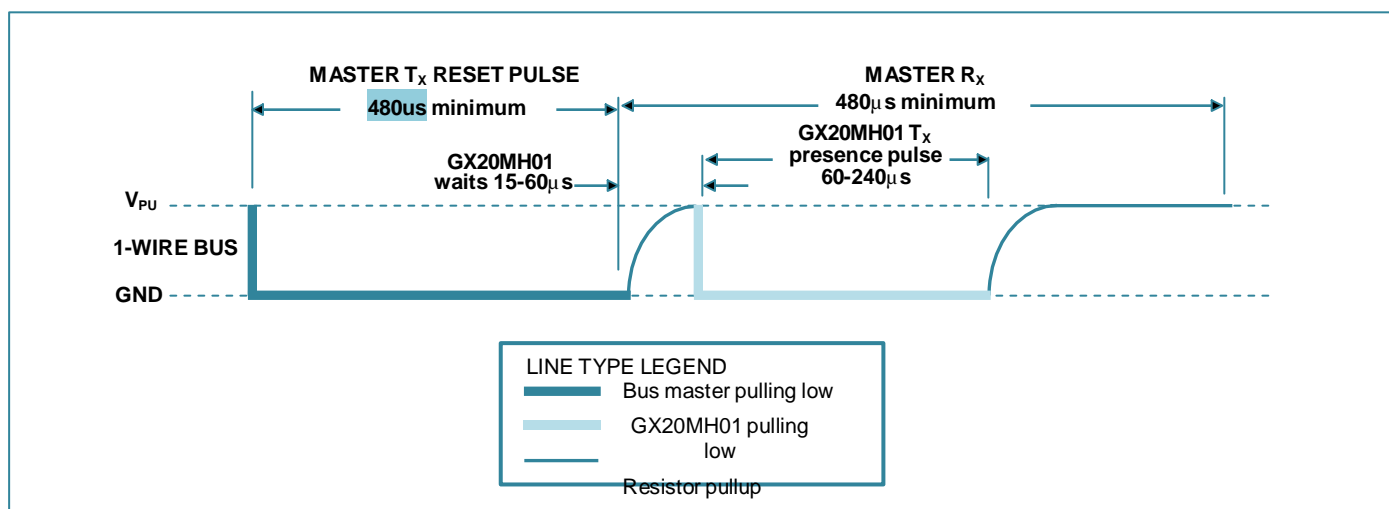 MASTER TX RESET PULSE
480us minimum
MASTER RX
480μs minimum
GX20MH01
waits 15-60μs
GX20MH01 TX
presence pulse
60-240μs
VPU
1-WIRE BUS
GND
LINE TYPE LEGEND
Bus master pulling low
GX20MH01 pulling
low
Resistor pullup